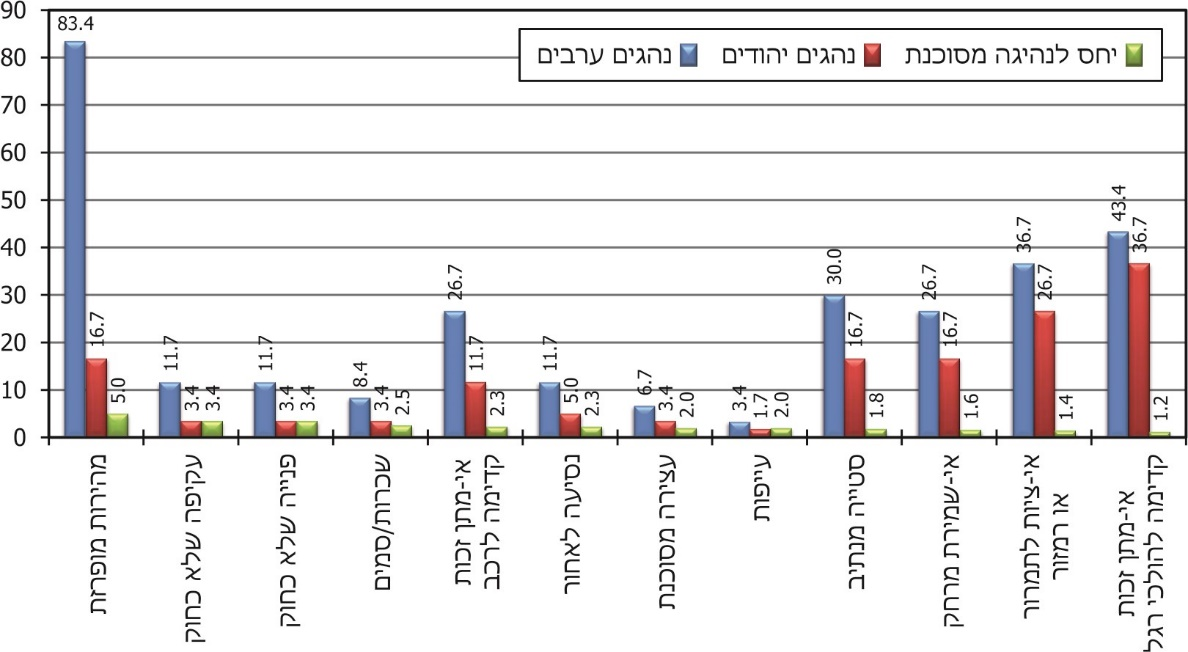 90
80
70
60
50
40
30
20
10
0
יחס לנהיגה מסוכנת
נהגים יהודים
נהגים ערבים
83.4
16.7
5.0
11.7
3.4
3.4
11.7
3.4
3.4
8.4
3.4
2.5
26.7
11.7
2.3
11.7
5.0
2.3
6.7
3.4
2.0
3.4
1.7
2.0
30.0
16.7
1.8
26.7
16.7
1.6
36.7
26.7
1.4
43.4
36.7
1.2
מהירות מופרזת
עקיפה שלא כחוק
פנייה שלא כחוק
שכרות/סמים
אי-מתן זכות
קדימה לרכב
נסיעה לאחור
עצירה מסוכנת
עייפות
סטייה מנתיב
אי-שמירת מרחק
אי-ציות לתמרור
או רמזור
אי-מתן זכות
קדימה להולכי רגל